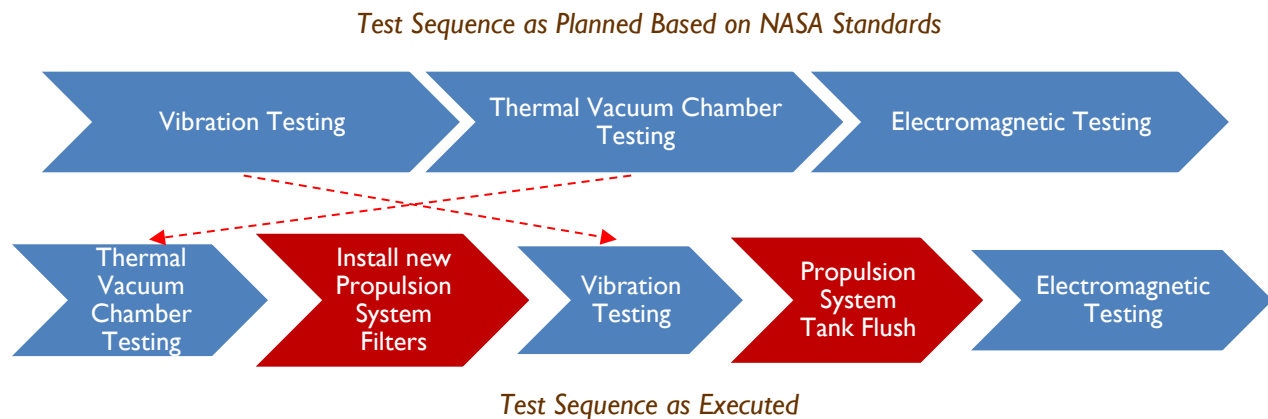 Test Sequence as Planned Based on NASA Standards
Vibration Testing
Thermal Vacuum Chamber
Testing
Electromagnetic Testing
Thermal
Vacuum
Chamber
Testing
Install new
Propulsion
System
Filters
Vibration
Testing
Propulsion
System
Tank Flush
Electromagnetic
Testing
Test Sequence as Executed